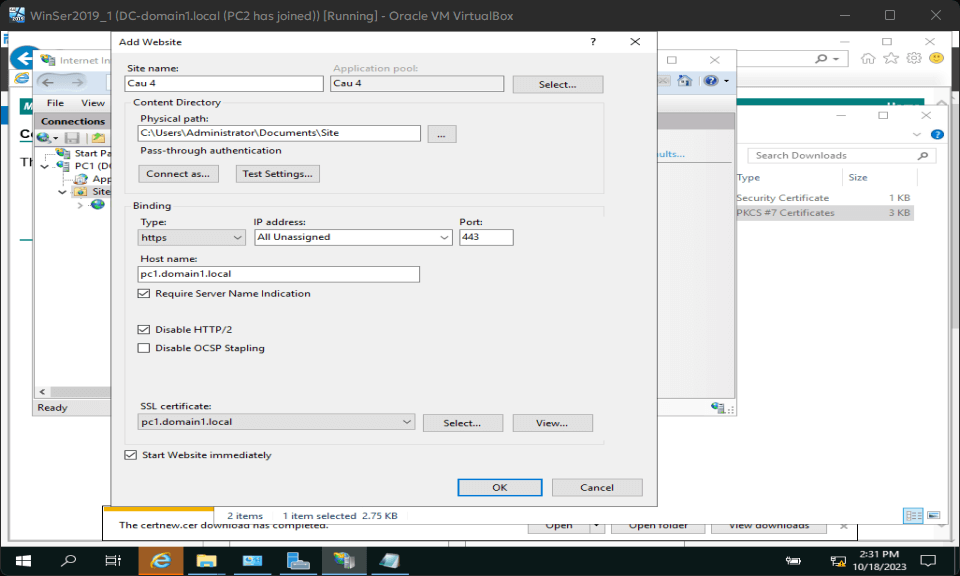 WinSer2019_1 (DC-domain1.local (PC2 has joined)) [Running] - Oracle VM VirtualBox
Add Website
?
Internet In
File View
Connections
Start Pa
PC1 (DC
App
Site
Ready
Site name:
Application pool:
Cau 4
Cau 4
Select...
Content Directory
Physical path:
C:\Users\Administrator\Documents\Site
...
Pass-through authentication
Connect as...
Test Settings...
Binding
Type:
IP address:
Port:
https
All Unassigned
443
Host name:
pc1.domain1.local
Require Server Name Indication
Disable HTTP/2
Disable OCSP Stapling
SSL certificate:
pc1.domain1.local
Select...
View...
Start Website immediately
OK
Cancel
Search Downloads
Type
Size
Security Certificate
1 KB
PKCS #7 Certificates
3 KB
2 items 1 item selected 2.75 KB
The certnew.cer download has completed.
Open
Open folder
View downloads
2:31 PM
10/18/2023